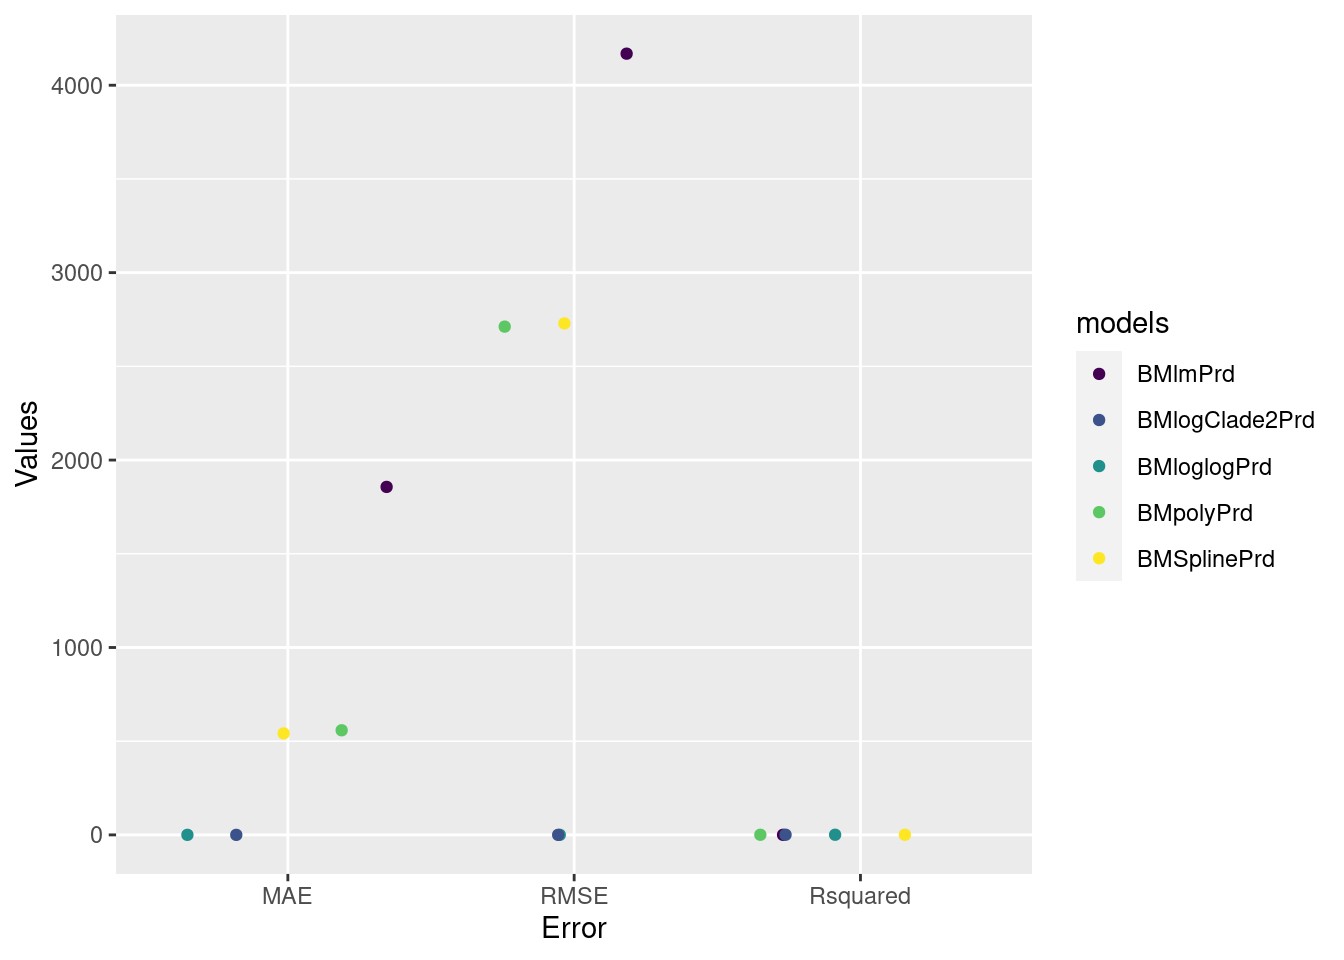 4000
3000
2000
1000
0
Values
MAE
RMSE
Rsquared
Error
models
BMlmPrd
BMlogClade2Prd
BMloglogPrd
BMpolyPrd
BMSplinePrd